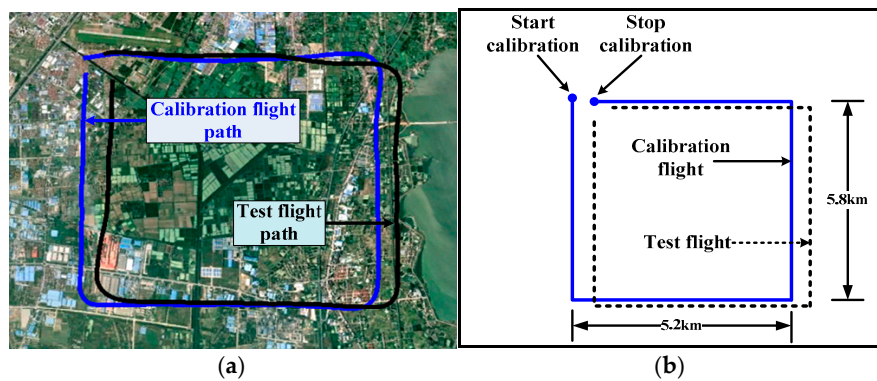 Calibration flight
path
Test flight
path
(a)
Start
calibration
Stop
calibration
Calibration
flight
Test flight
5.8km
5.2km
(b)